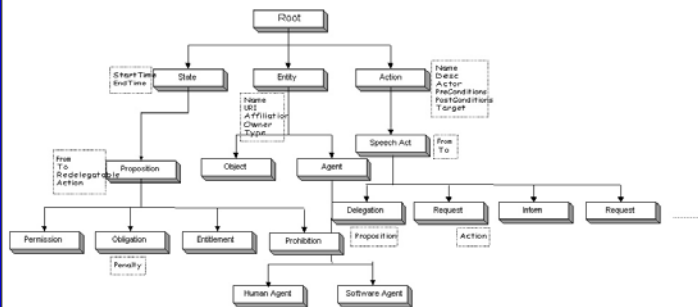 Root
StartTime
EndTime
State
Entity
Action
Name
Desc
Actor
PreConditions
PostConditions
Target
Name
URI
Affiliation
Owner
Type
Speech Act
From
To
From
To
Redelegatable
Action
Proposition
Object
Agent
Delegation
Request
Inform
Request
Permission
Obligation
Entitlement
Prohibition
Proposition
Action
Penalty
Human Agent
Software Agent